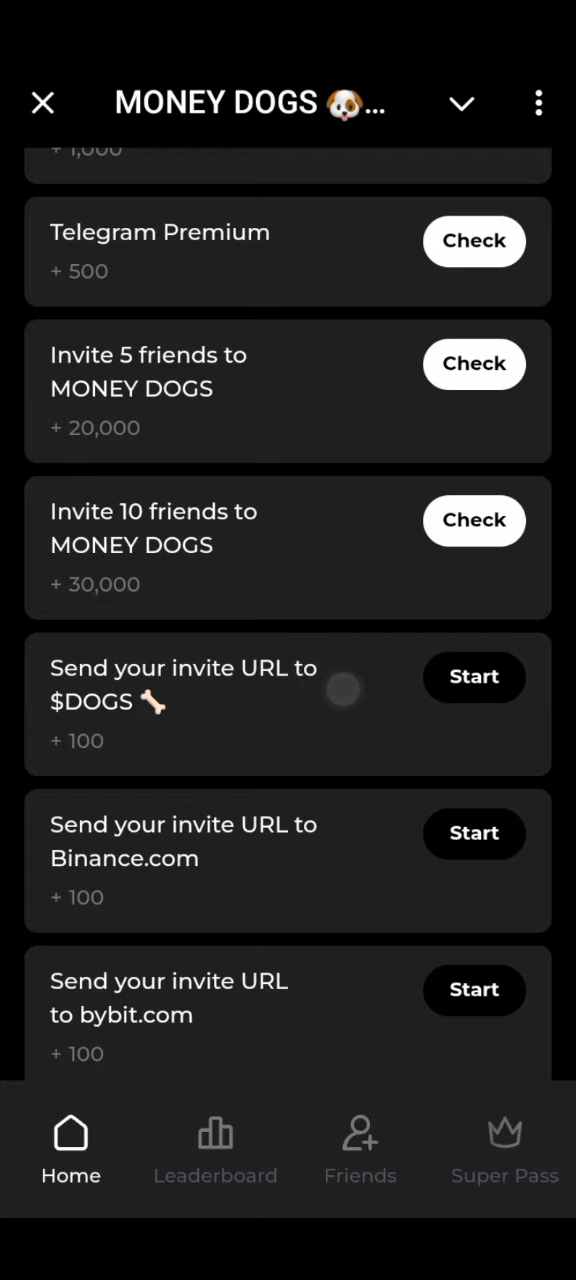 MONEY DOGS 🐶...
+ 1,000
Telegram Premium
Check
+ 500
Invite 5 friends to
MONEY DOGS
Check
+ 20,000
Invite 10 friends to
MONEY DOGS
Check
+ 30,000
Send your invite URL to
$DOGS 🦴
Start
+ 100
Send your invite URL to
Binance.com
Start
+ 100
Send your invite URL
to bybit.com
Start
+ 100
Home
Leaderboard
Friends
Super Pass